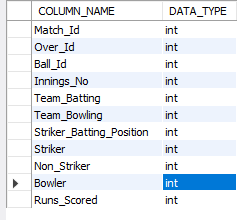 COLUMN_NAME DATA_TYPE
Match_Id int
Over_Id int
Ball_Id int
Innings_No int
Team_Batting int
Team_Bowling int
Striker_Batting_Position int
Striker int
Non_Striker int
Bowler int
Runs_Scored int